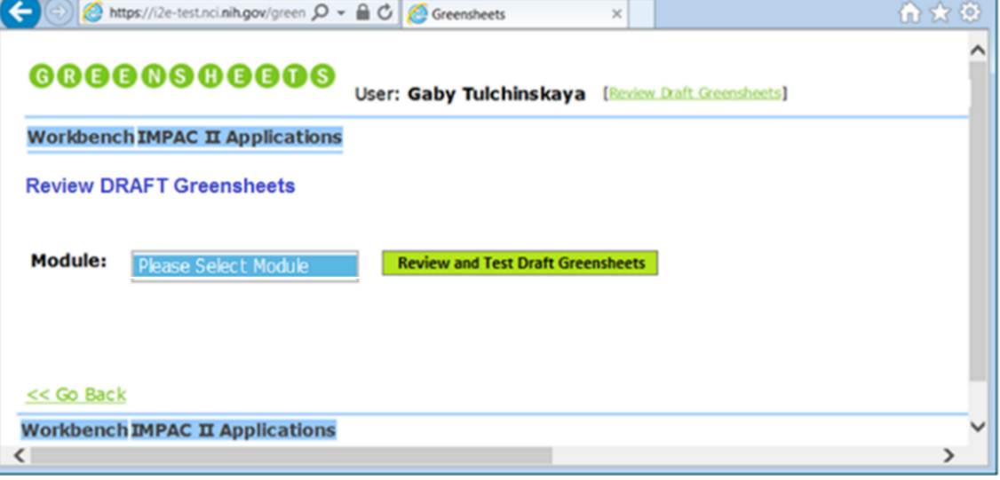 https://i2e-test.nci.nih.gov/green
Greensheets
GREENSHEETS
User: Gaby Tulchinskaya [Review Draft Greensheets]
Workbench IMPAC II Applications
Review DRAFT Greensheets
Module: Please Select Module Review and Test Draft Greensheets
<< Go Back
Workbench IMPAC II Applications